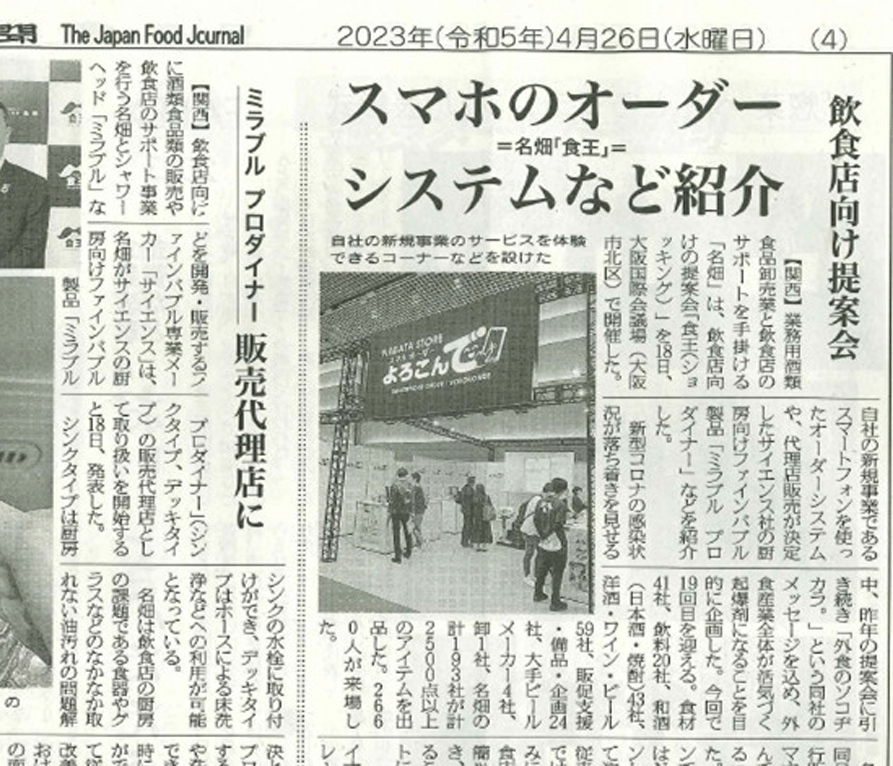 The Japan Food Journal
2023年(令和5年)4月26日(水曜日)
(4)
飲食店向け提案会
スマホのオーダー
=名畑「食王」=
システムなど紹介
【関西】業務用酒類
食品卸売業と飲食店の
サポートを手掛ける
「名畑」は、飲食店向
けの提案会「食王(ショ
ッキング)」を18日、
大阪国際会議場(大阪
市北区)で開催した。
自社の新規事業である
スマートフォンを使っ
たオーダーシステム
や、代理店販売が決定
したサイエンス社の厨
房向けファインバブル
製品「ミラブル プロ
ダイナー」などを紹介
した。
新型コロナの感染状
況が落ち着きを見せる
中、昨年の提案会に引
き続き「外食のソコヂ
カラ。」という同社の
メッセージを込め、外
食産業全体が活気づく
起爆剤になることを目
的に企画した。今回で
19回目を迎える。食材
41社、飲料20社、和酒
(日本酒・焼酎)43社、
洋酒・ワイン・ビール
59社、販促支援
・備品・企画24
社、大手ビール
メーカー4社、
卸1社、名畑の
計193社が計
2500点以上
のアイテムを出
品した。266
0人が来場し
た。
自社の新規事業のサービスを体験
できるコーナーなどを設けた
NABATA STORE
よろこんで
ミラブル プロダイナー
販売代理店に
【関西】飲食店向け
に酒類食品類の販売や
飲食店のサポート事業
を行う名畑とシャワー
ヘッド「ミラブル」な
どを開発・販売するフ
ァインバブル専業メー
カー「サイエンス」は、
名畑がサイエンスの厨
房向けファインバブル
製品「ミラブル
プロダイナー」(シン
クタイプ、デッキタイ
プ)の販売代理店とし
て取り扱いを開始する
と18日、発表した。
シンクタイプは厨房
シンクの水栓に取り付
けができ、デッキタイ
プはホースによる床洗
浄などへの利用が可能
となっている。
名畑は飲食店の厨房
の課題である食器やグ
ラスなどのなかなか取
れない油汚れの問題解